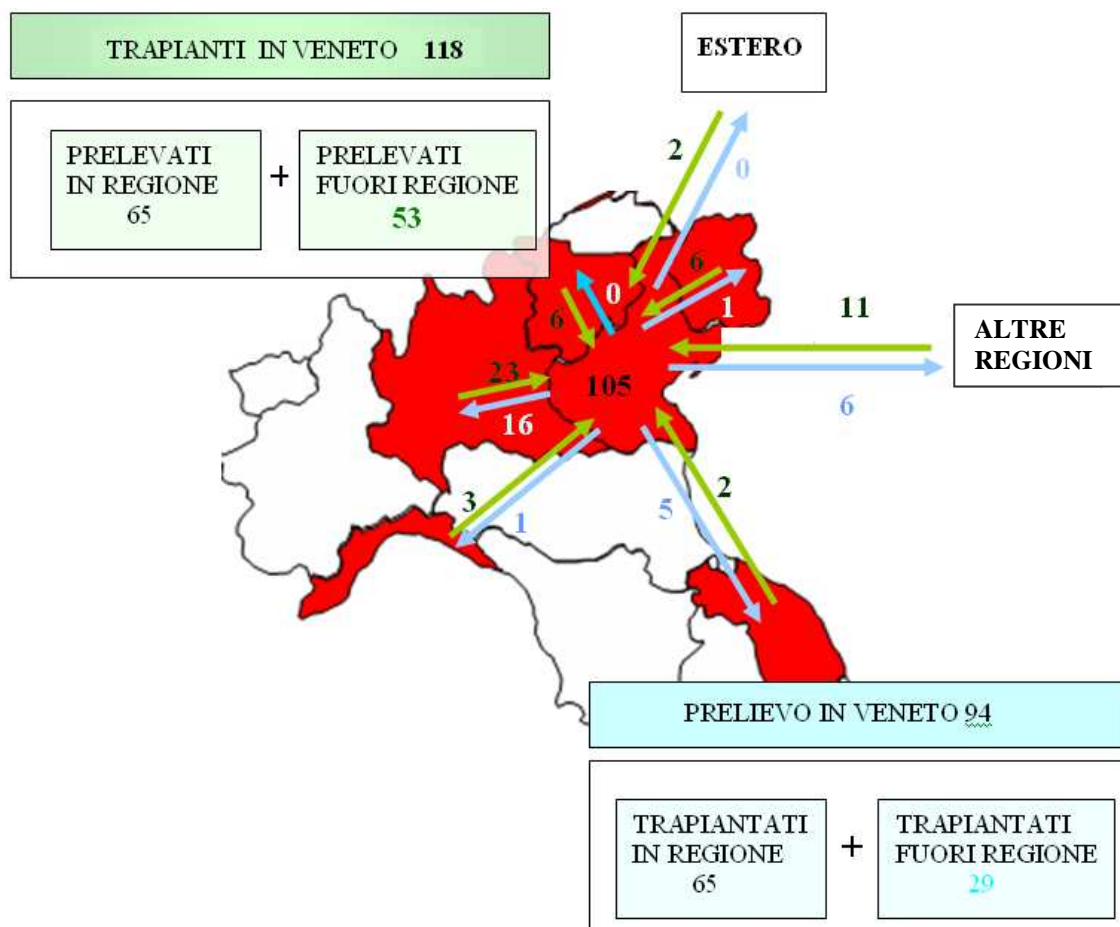 TRAPIANTI IN VENETO 118
PRELEVATI
IN REGIONE
65
+
PRELEVATI
FUORI REGIONE
53
ESTERO
2
0
6
1
0
6
11
ALTRE
REGIONI
6
23
105
16
3
1
5
2
PRELIEVO IN VENETO 94
TRAPIANTATI
IN REGIONE
65
+
TRAPIANTATI
FUORI REGIONE
29